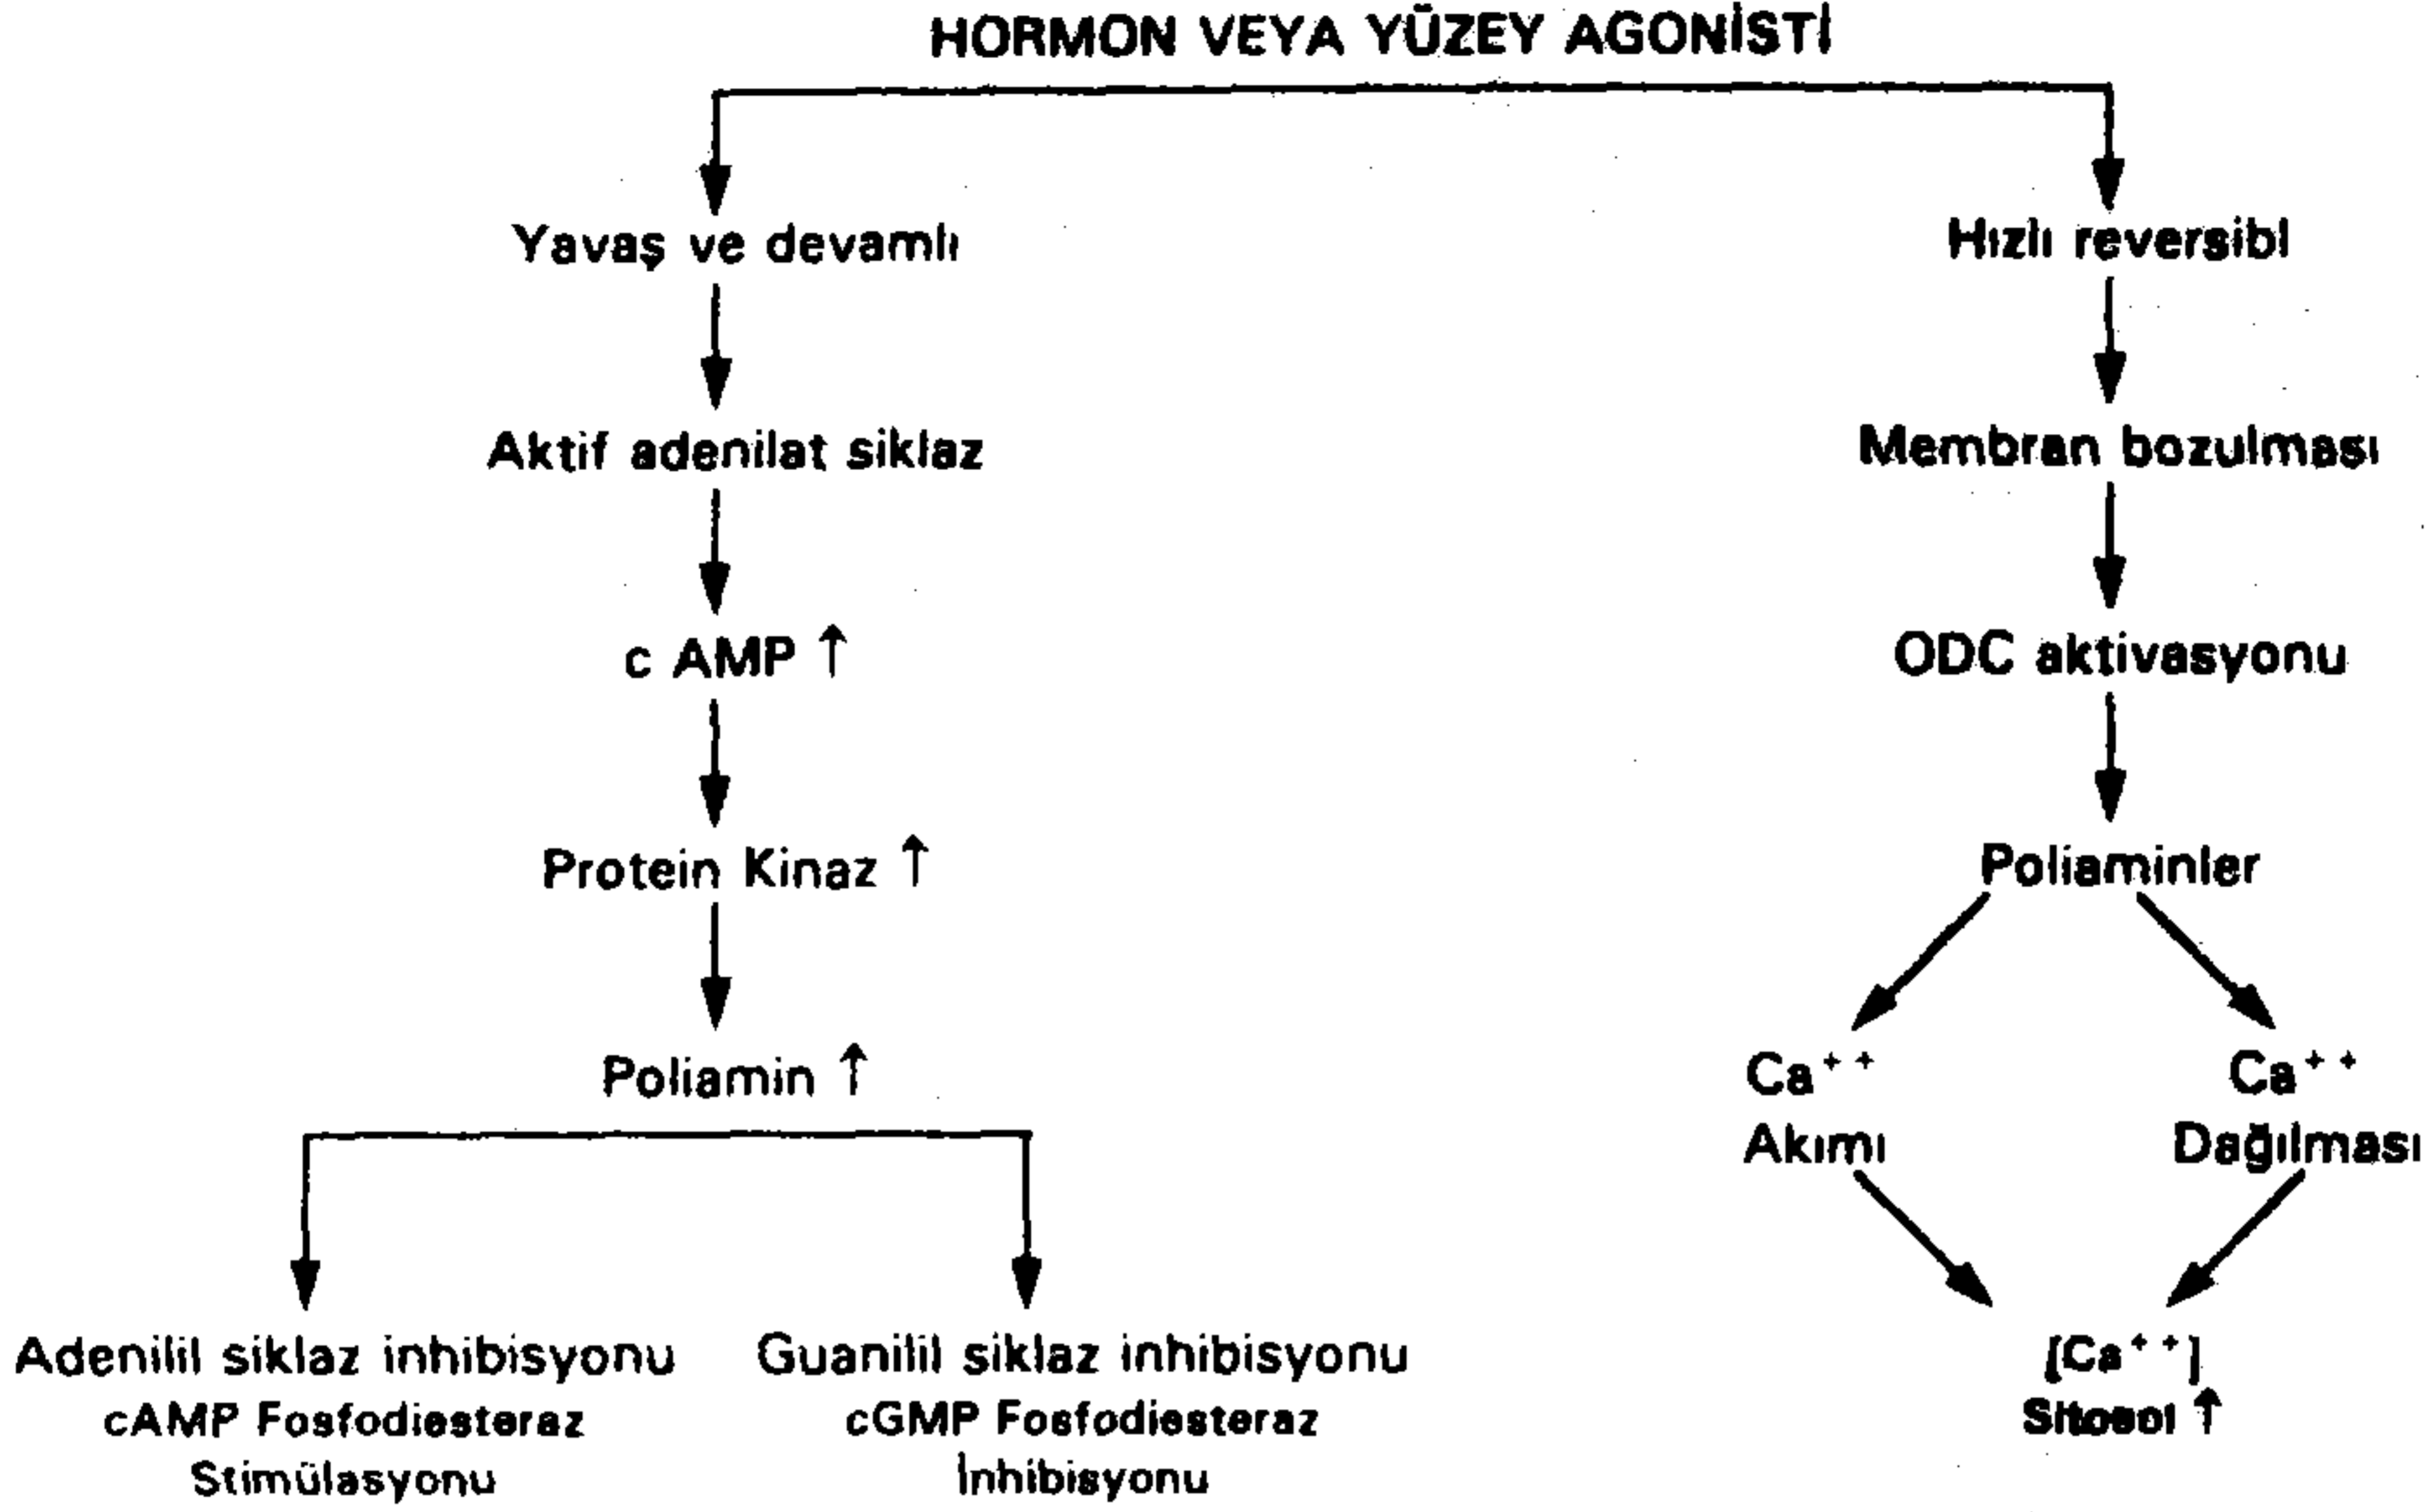 HORMON VEYA YÜZEY AGONİSTİ
Yavaş ve devamlı
Hızlı reversibl
Aktif adenilat siklaz
Membran bozulması
c AMP ↑
ODC aktivasyonu
Protein Kinaz ↑
Poliaminler
Poliamin ↑
Ca++
Akımı
Ca++
Dağılması
Adenilil siklaz inhibisyonu
cAMP Fosfodiesteraz
Stimülasyonu
Guanilil siklaz inhibisyonu
cGMP Fosfodiesteraz
İnhibisyonu
[Ca++]
Sitosol ↑